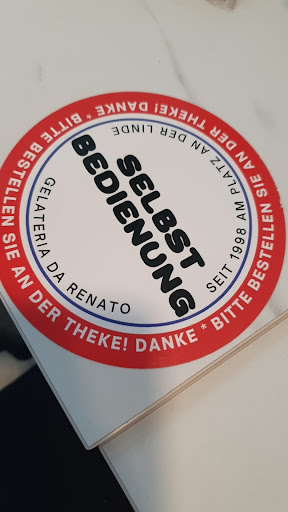 SELBST
BEDIENUNG
GELATERIA DA RENATO
SEIT 1998 AM PLATZ AN DER LINDE
BITTE BESTELLEN SIE AN DER THEKE! DANKE * BITTE BESTELLEN SIE AN DER THEKE! DANKE *